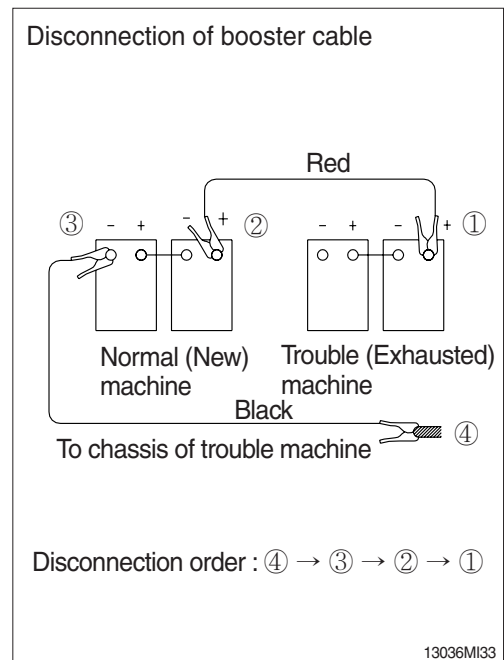 Disconnection of booster cable
Red
③ - + - + ② - + - + ①
Normal (New)
machine
Trouble (Exhausted)
machine
Black
To chassis of trouble machine ④
Disconnection order : ④ → ③ → ② → ①
13036MI33